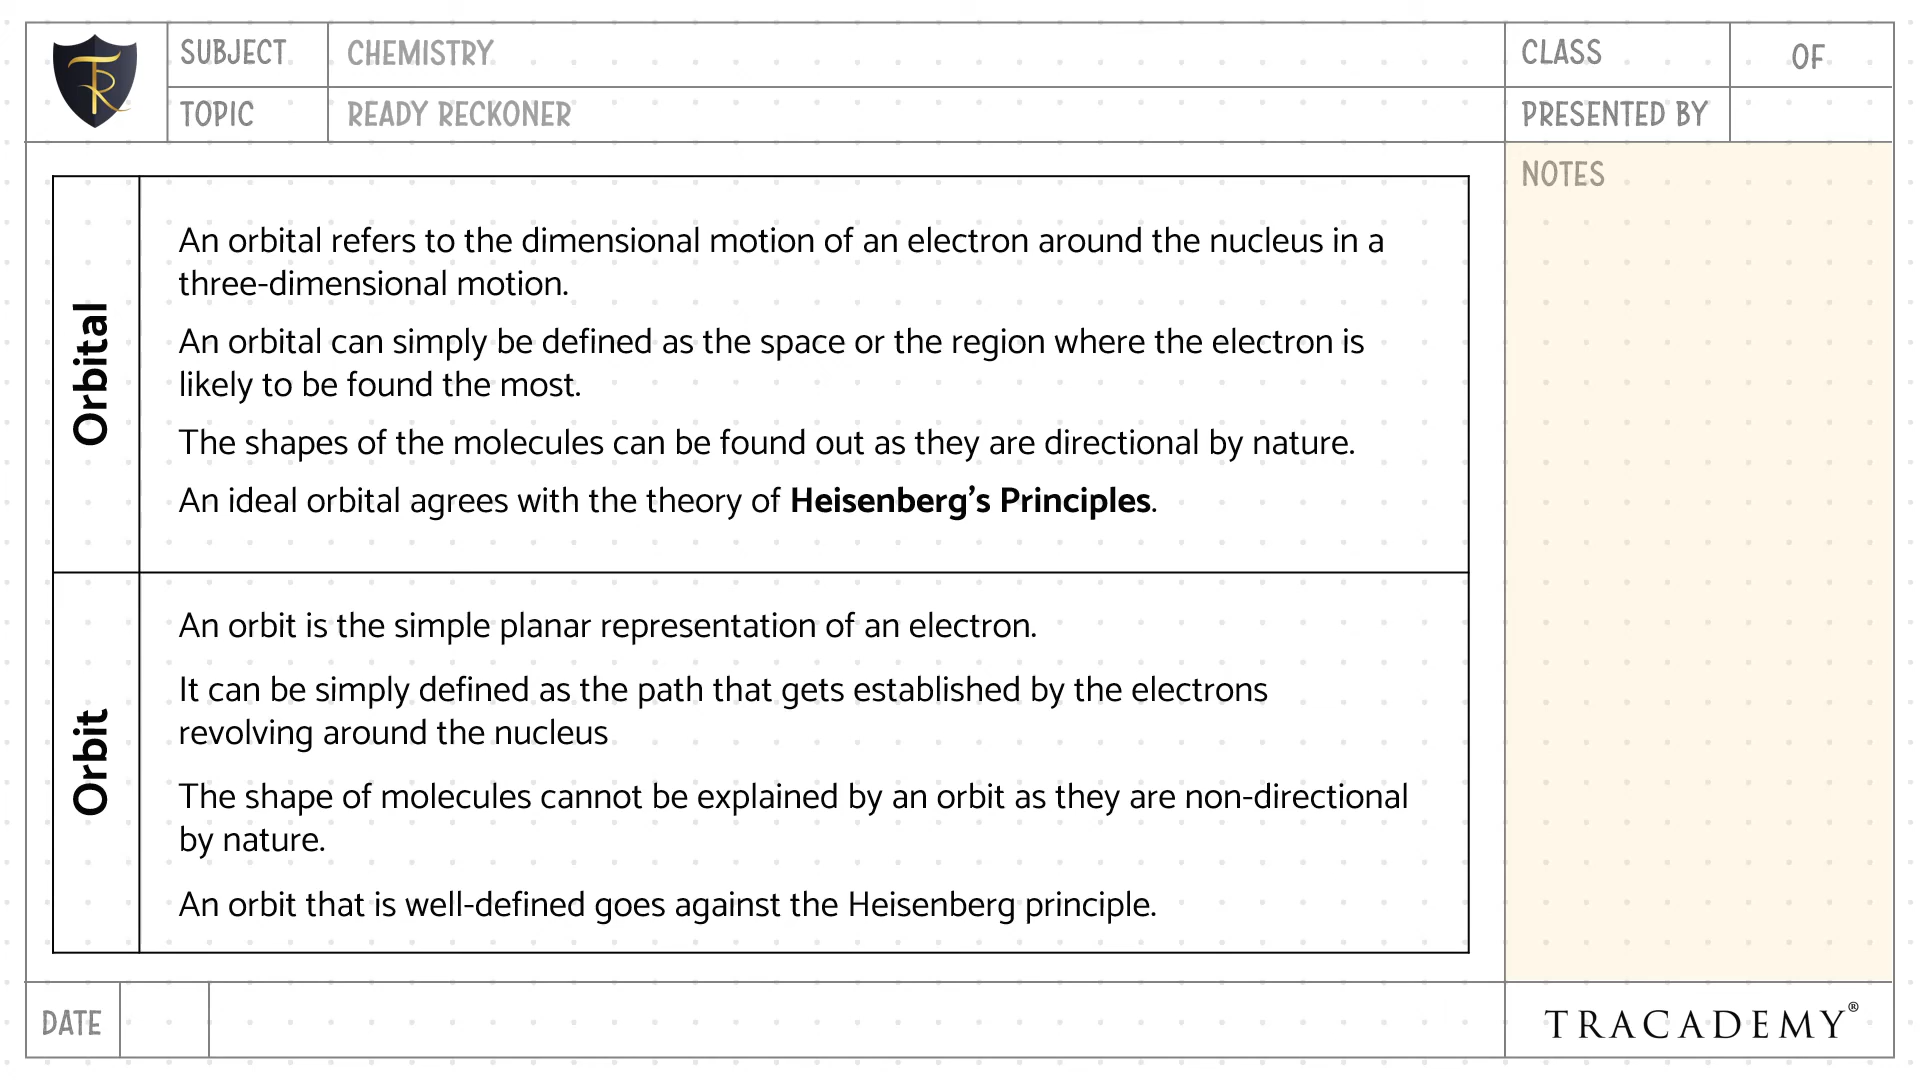 SUBJECT
CHEMISTRY
CLASS
OF
TOPIC
READY RECKONER
PRESENTED BY
NOTES
TR
Orbital
An orbital refers to the dimensional motion of an electron around the nucleus in a
three-dimensional motion.
An orbital can simply be defined as the space or the region where the electron is
likely to be found the most.
The shapes of the molecules can be found out as they are directional by nature.
An ideal orbital agrees with the theory of Heisenberg’s Principles.
Orbit
An orbit is the simple planar representation of an electron.
It can be simply defined as the path that gets established by the electrons
revolving around the nucleus
The shape of molecules cannot be explained by an orbit as they are non-directional
by nature.
An orbit that is well-defined goes against the Heisenberg principle.
DATE
TRACADEMY®